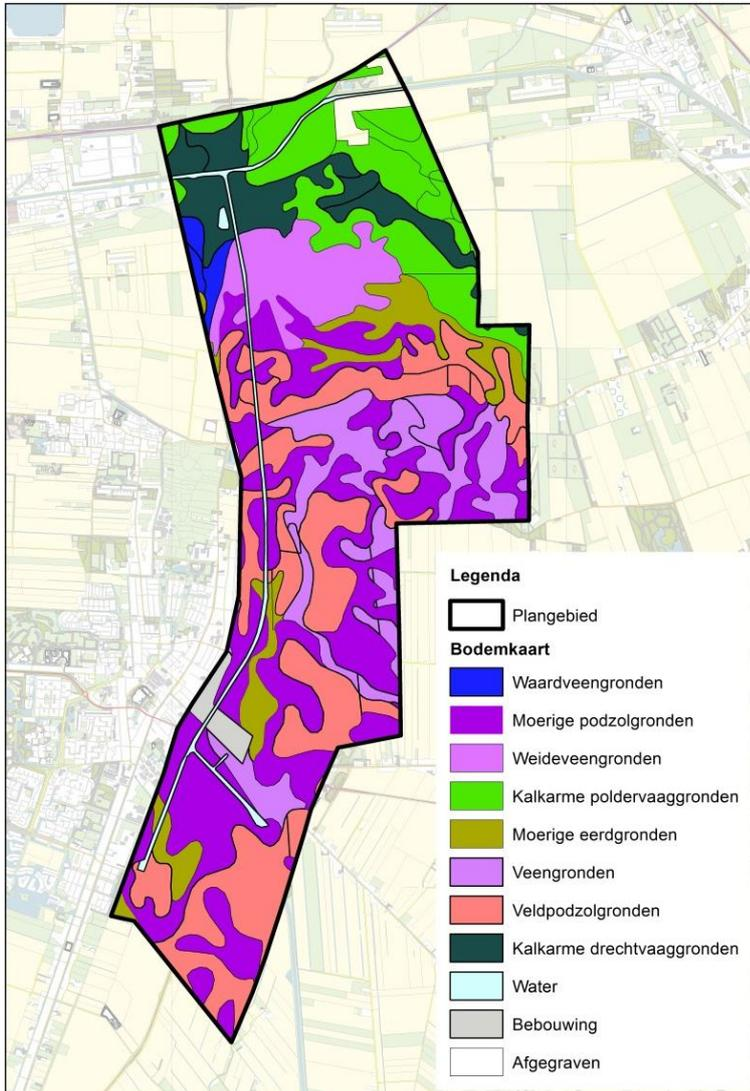 Legenda
Plangebied
Bodemkaart
Waardveengronden
Moerige podzolgronden
Weideveengronden
Kalkarme poldervaaggronden
Moerige eerdgronden
Veengronden
Veldpodzolgronden
Kalkarme drechtvaaggronden
Water
Bebouwing
Afgegraven